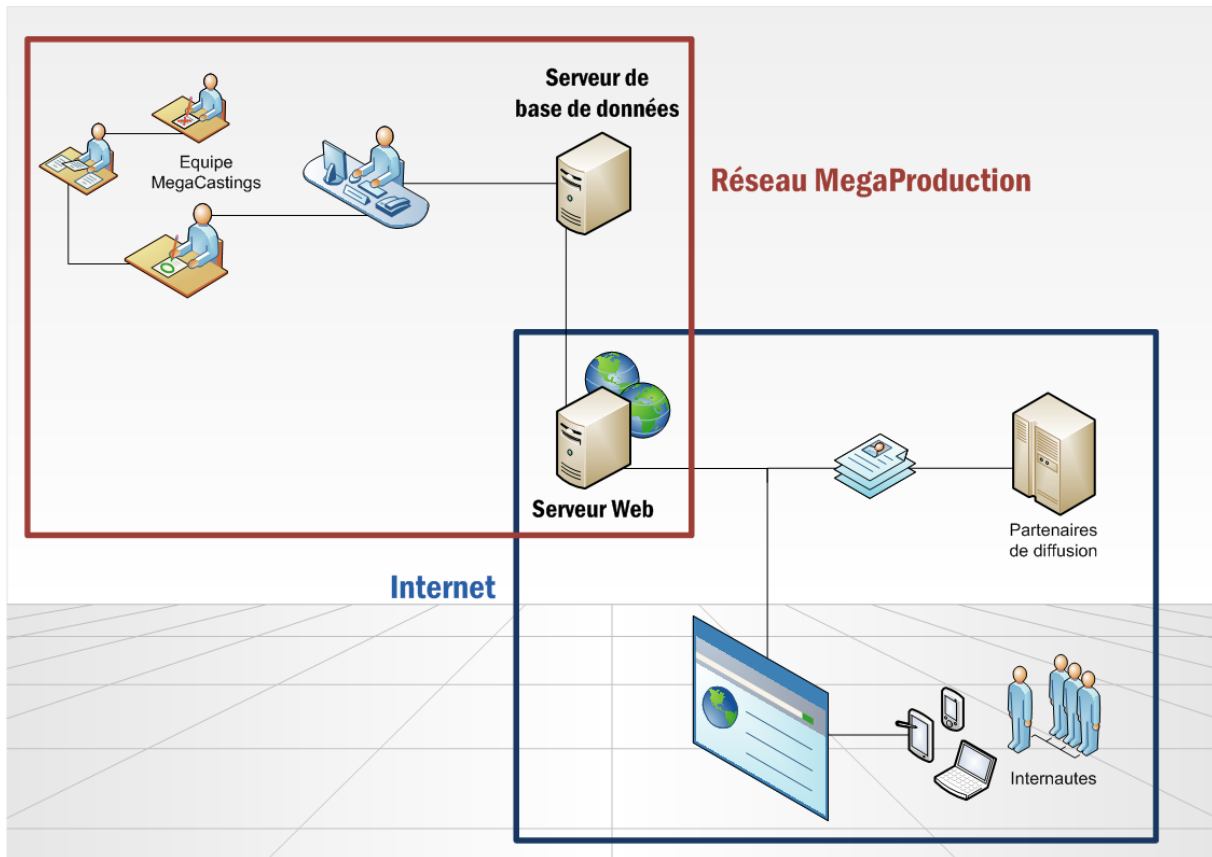 Serveur de
base de données
Equipe
MegaCastings
Réseau MegaProduction
Serveur Web
Partenaires
de diffusion
Internet
Internautes